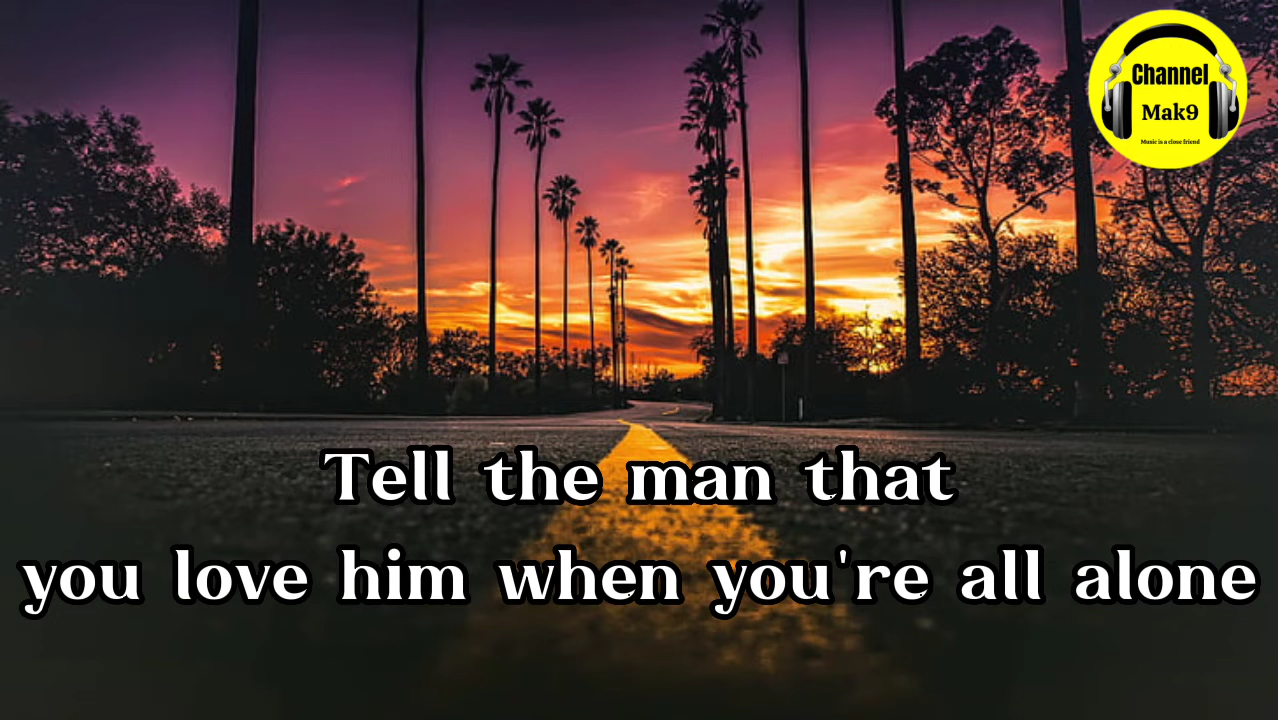 Channel
Mak9
Music is a close friend
Tell the man that
you love him when you're all alone